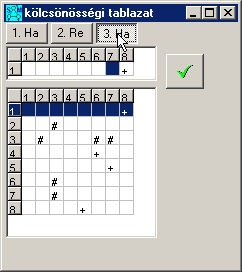 kölcsönösségi tablazat
1. Ha 2. Re 3. Ha
1 2 3 4 5 6 7 8
1 +
1 2 3 4 5 6 7 8
1 +
2 #
3 # # #
4 +
5 +
6 #
7 #
8 +